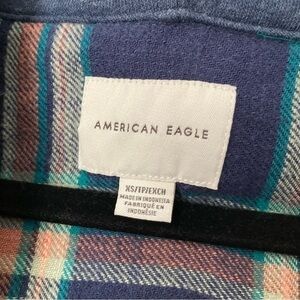 AMERICAN EAGLE
XS/TP/EXCH
MADE IN INDONESIA
FABRIQUÉ EN
INDONÉSIE